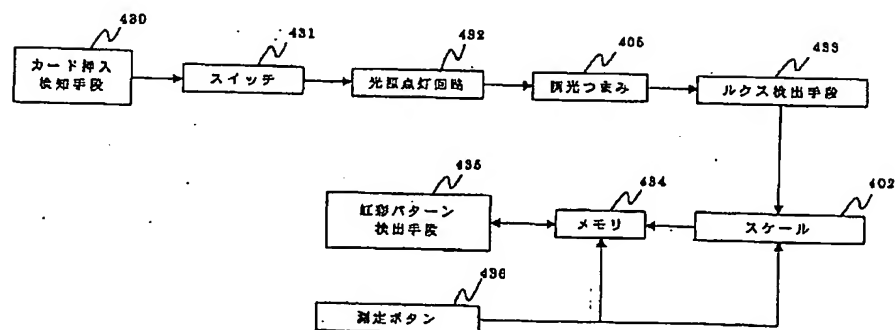 430
カード挿入
検知手段
431
スイッチ
432
光源点灯回路
405
調光つまみ
433
ルクス検出手段
435
虹彩パターン
検出手段
434
メモリ
402
スケール
436
測定ボタン